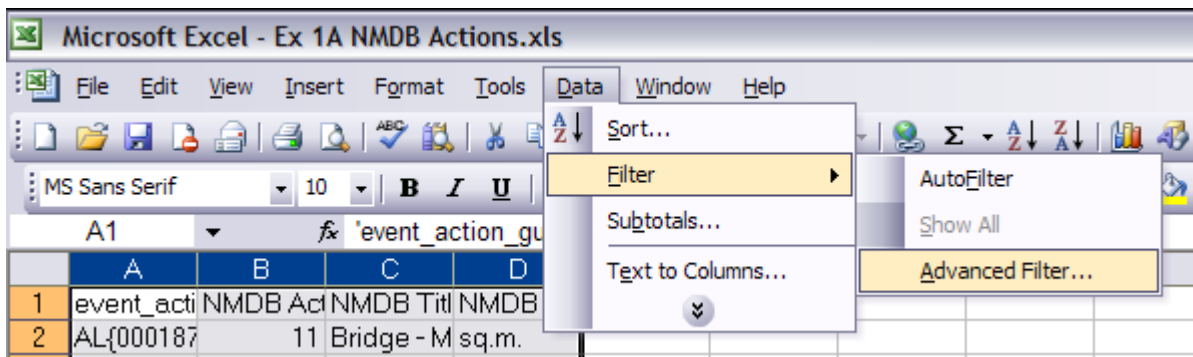 Microsoft Excel - Ex 1A NMDB Actions.xls
File Edit View Insert Format Tools Data Window Help
ABC
Sort...
Σ
A Z
Z A
MS Sans Serif 10 B I U
Filter
AutoFilter
A1 fx 'event_action_gu
Subtotals...
Show All
A B C D
Text to Columns...
Advanced Filter...
1 event_acti NMDB Act NMDB Titl NMDB
2 AL{000187 11 Bridge - M sq.m.